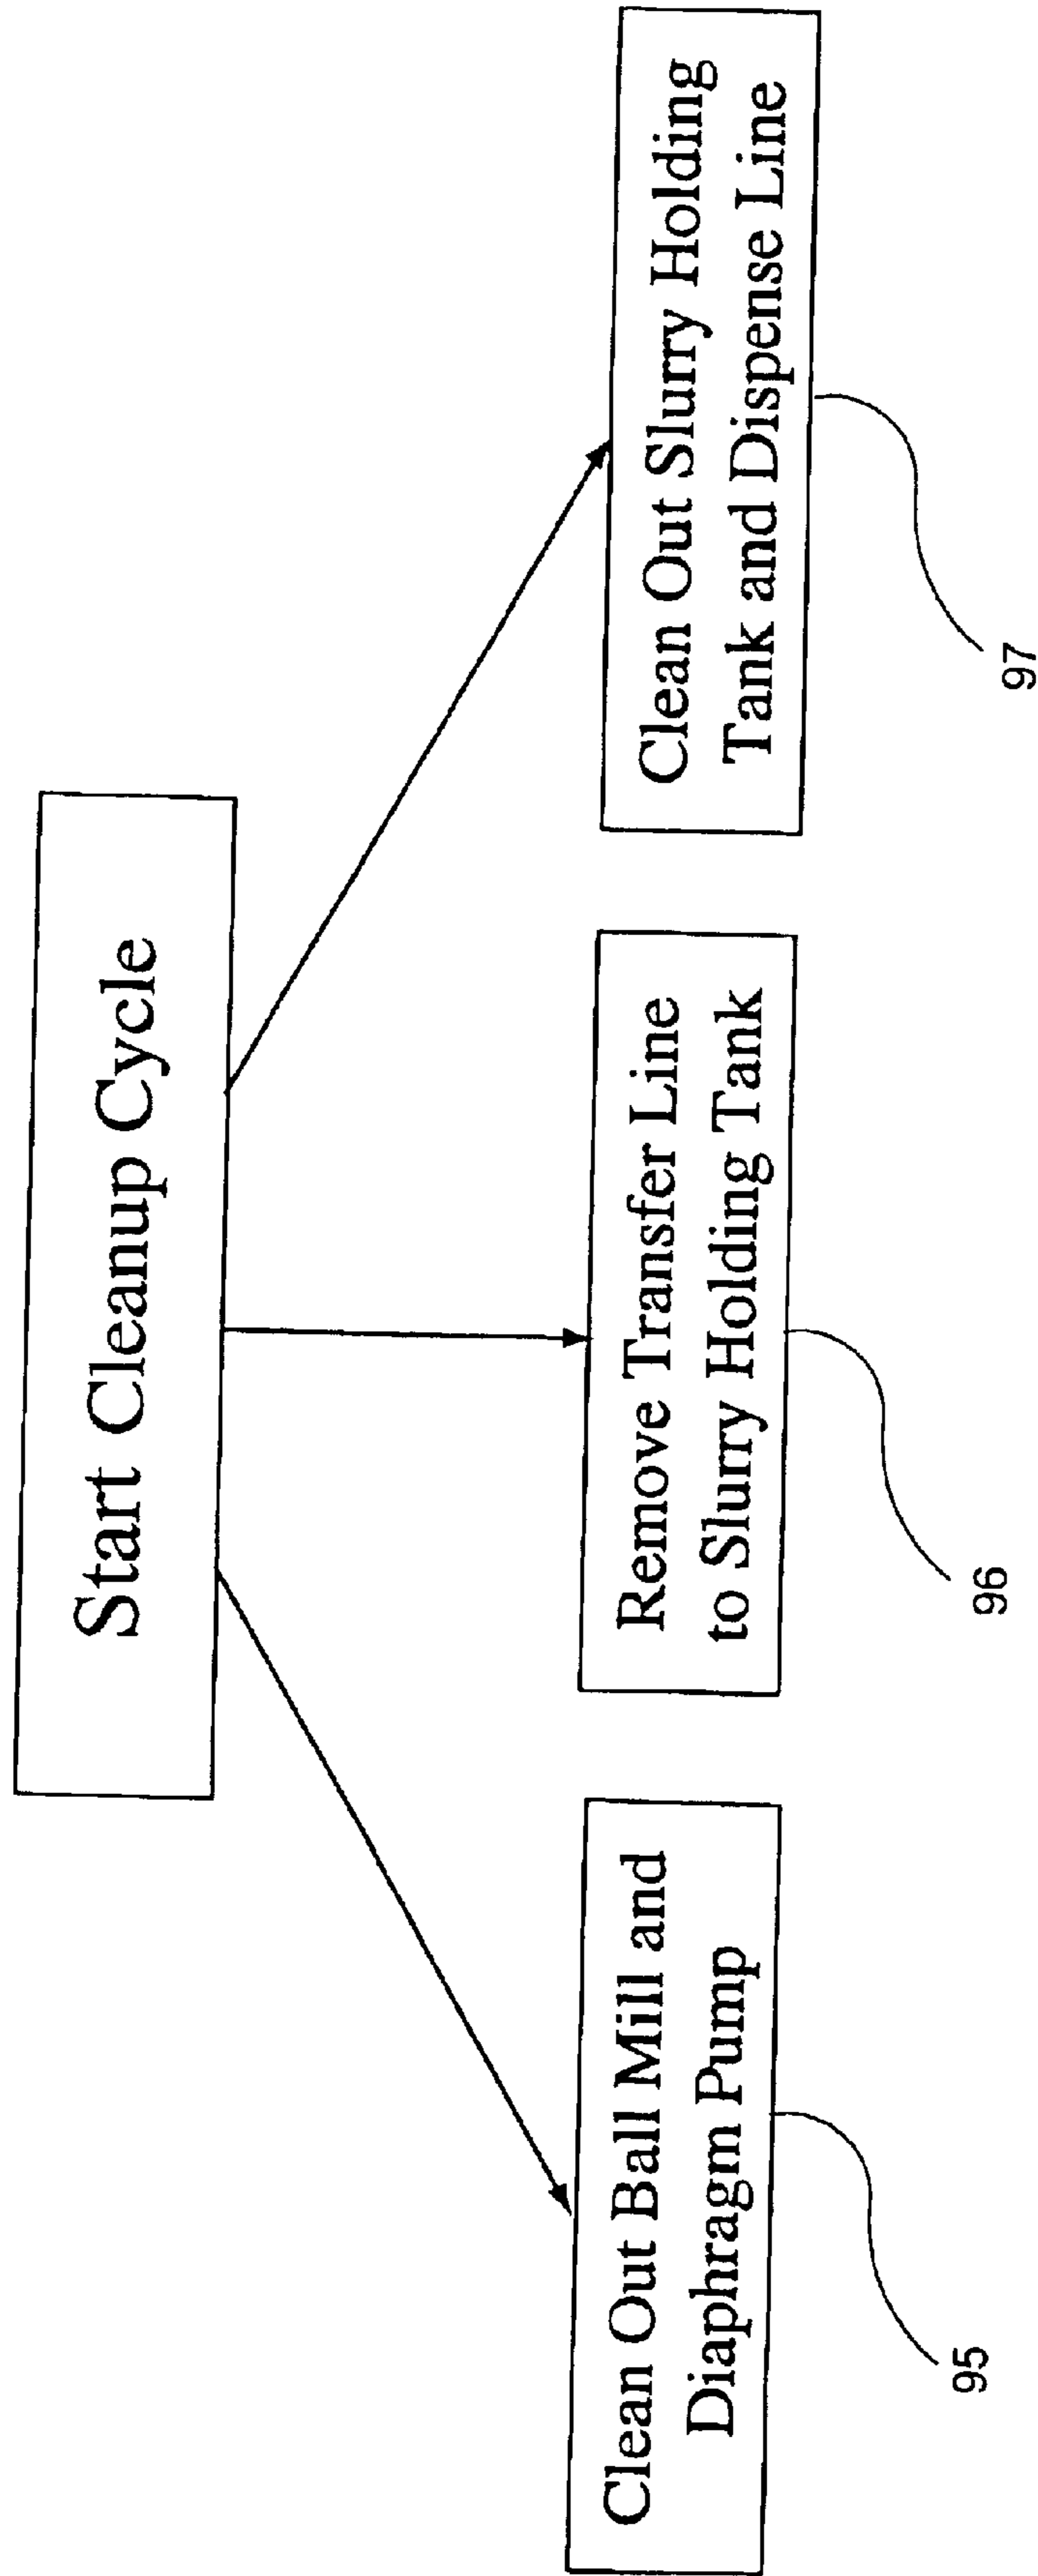 Start Cleanup Cycle
Clean Out Ball Mill and
Diaphragm Pump
95
Remove Transfer Line
to Slurry Holding Tank
96
Clean Out Slurry Holding
Tank and Dispense Line
97